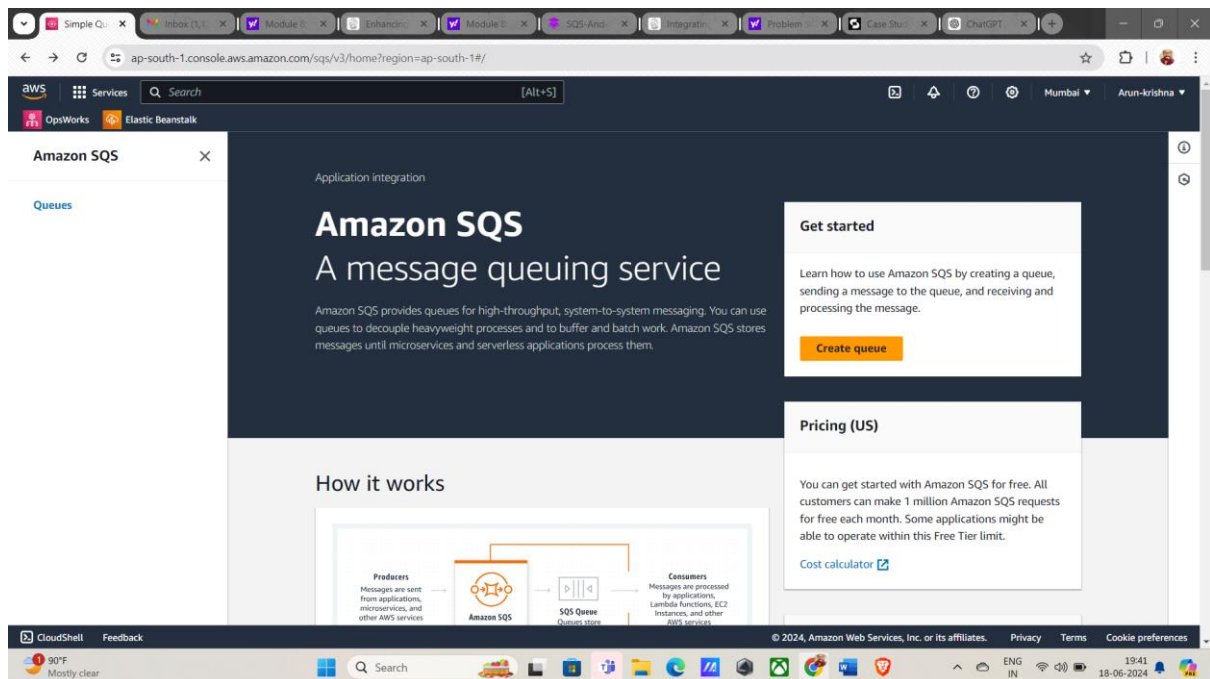 Simple Qu
Inbox (1,1
Module 8
Enhancing
Module 8
SQS-And-
Integrating
Problem S
Case Stud
ChatGPT
ap-south-1.console.aws.amazon.com/sqs/v3/home?region=ap-south-1#/
aws Services Search [Alt+S] Mumbai Arun-krishna
OpsWorks Elastic Beanstalk
Amazon SQS
Queues
Application integration
Amazon SQS
A message queuing service
Amazon SQS provides queues for high-throughput, system-to-system messaging. You can use
queues to decouple heavyweight processes and to buffer and batch work. Amazon SQS stores
messages until microservices and serverless applications process them.
Get started
Learn how to use Amazon SQS by creating a queue,
sending a message to the queue, and receiving and
processing the message.
Create queue
Pricing (US)
You can get started with Amazon SQS for free. All
customers can make 1 million Amazon SQS requests
for free each month. Some applications might be
able to operate within this Free Tier limit.
Cost calculator
How it works
Producers
Messages are sent
from applications,
microservices, and
other AWS services
Amazon SQS
SQS Queue
Queues store
Consumers
Messages are processed
by applications,
Lambda functions, EC2
Instances, and other
AWS services
CloudShell Feedback © 2024, Amazon Web Services, Inc. or its affiliates. Privacy Terms Cookie preferences
90°F
Mostly clear
Search
ENG
IN
19:41
18-06-2024